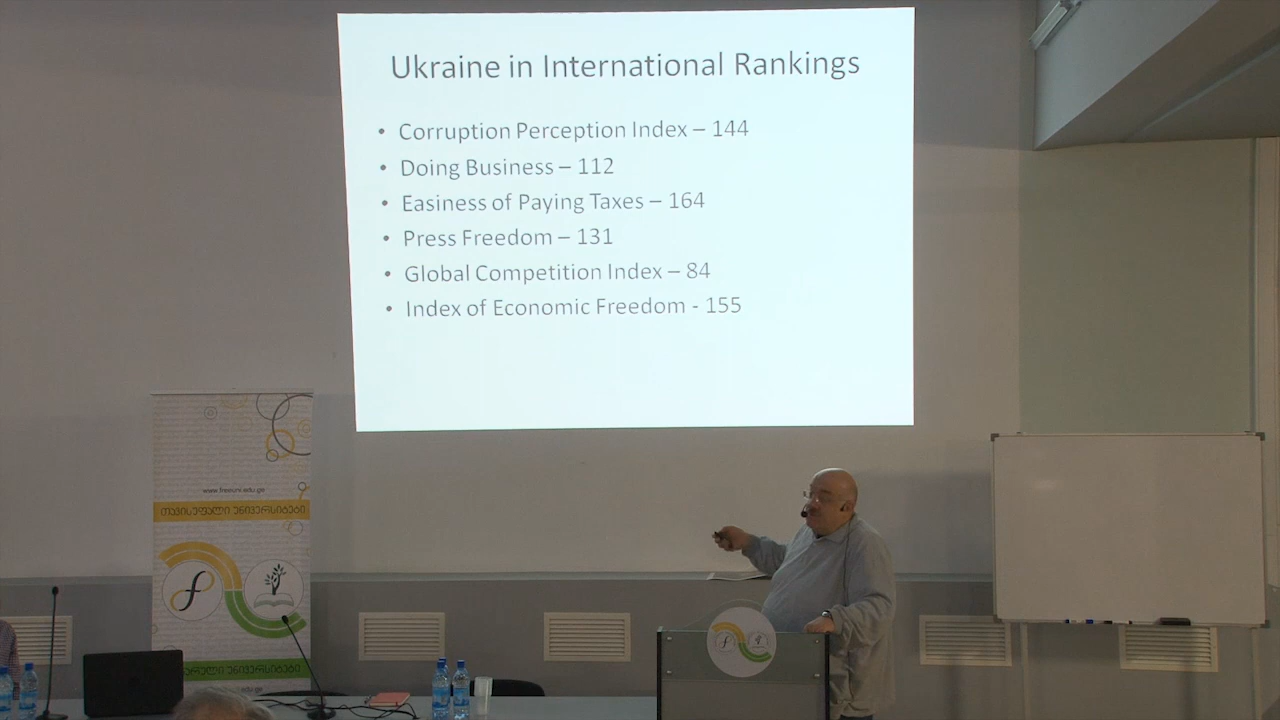 Ukraine in International Rankings
• Corruption Perception Index – 144
• Doing Business – 112
• Easiness of Paying Taxes – 164
• Press Freedom – 131
• Global Competition Index – 84
• Index of Economic Freedom - 155
www.freeuni.edu.ge
თავისუფალი უნივერსიტეტი